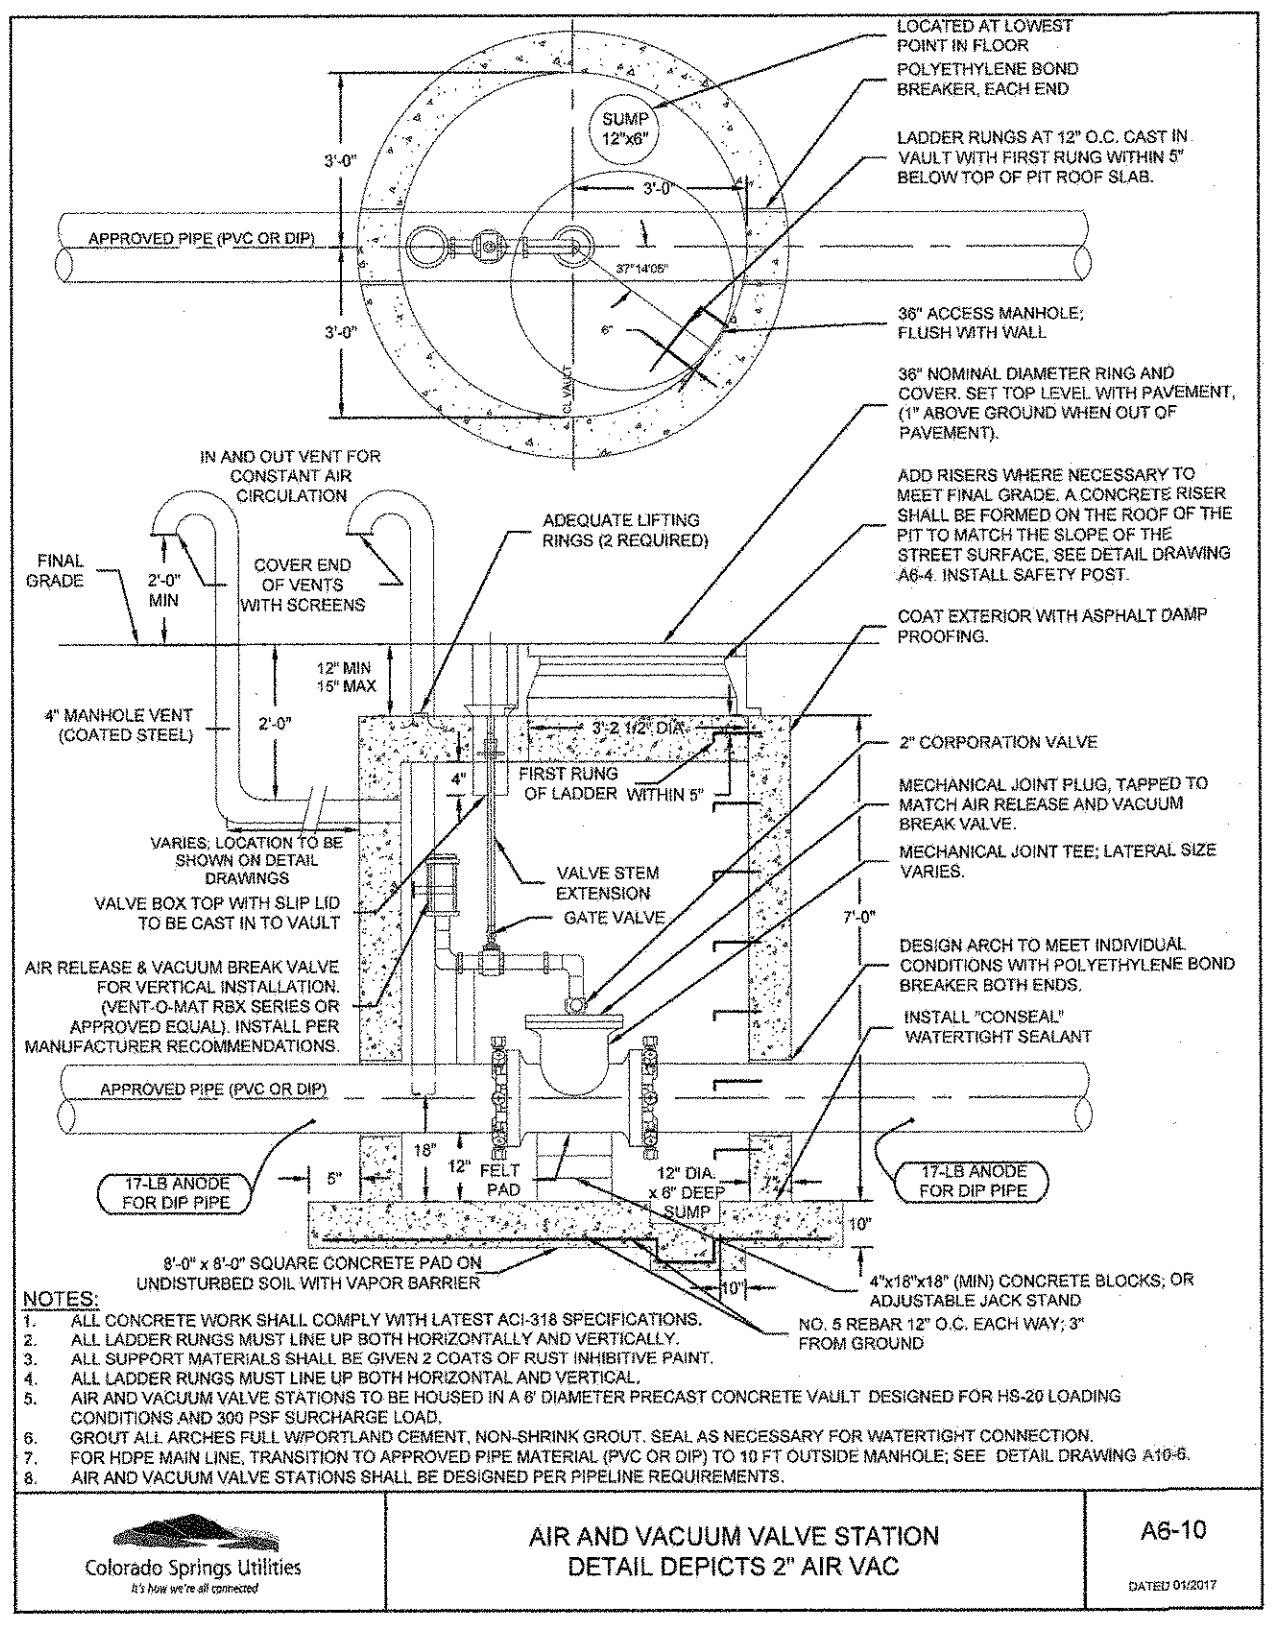 LOCATED AT LOWEST
POINT IN FLOOR
POLYETHYLENE BOND
BREAKER, EACH END
SUMP
12"x6"
LADDER RUNGS AT 12" O.C. CAST IN
VAULT WITH FIRST RUNG WITHIN 5"
BELOW TOP OF PIT ROOF SLAB.
3'-0"
3'-0"
APPROVED PIPE (PVC OR DIP)
37°14'05"
3'-0"
6"
36" ACCESS MANHOLE;
FLUSH WITH WALL
CL VAULT
36" NOMINAL DIAMETER RING AND
COVER. SET TOP LEVEL WITH PAVEMENT,
(1" ABOVE GROUND WHEN OUT OF
PAVEMENT).
IN AND OUT VENT FOR
CONSTANT AIR
CIRCULATION
ADD RISERS WHERE NECESSARY TO
MEET FINAL GRADE. A CONCRETE RISER
SHALL BE FORMED ON THE ROOF OF THE
PIT TO MATCH THE SLOPE OF THE
STREET SURFACE, SEE DETAIL DRAWING
A6-4. INSTALL SAFETY POST.
ADEQUATE LIFTING
RINGS (2 REQUIRED)
FINAL
GRADE
2'-0"
MIN
COVER END
OF VENTS
WITH SCREENS
COAT EXTERIOR WITH ASPHALT DAMP
PROOFING.
12" MIN
15" MAX
4" MANHOLE VENT
(COATED STEEL)
2'-0"
3'-2 1/2" DIA.
2" CORPORATION VALVE
4"
FIRST RUNG
OF LADDER
WITHIN 5"
MECHANICAL JOINT PLUG, TAPPED TO
MATCH AIR RELEASE AND VACUUM
BREAK VALVE.
VARIES; LOCATION TO BE
SHOWN ON DETAIL
DRAWINGS
MECHANICAL JOINT TEE; LATERAL SIZE
VARIES.
VALVE STEM
EXTENSION
VALVE BOX TOP WITH SLIP LID
TO BE CAST IN TO VAULT
GATE VALVE
7'-0"
DESIGN ARCH TO MEET INDIVIDUAL
CONDITIONS WITH POLYETHYLENE BOND
BREAKER BOTH ENDS.
AIR RELEASE & VACUUM BREAK VALVE
FOR VERTICAL INSTALLATION.
(VENT-O-MAT RBX SERIES OR
APPROVED EQUAL). INSTALL PER
MANUFACTURER RECOMMENDATIONS.
INSTALL "CONSEAL"
WATERTIGHT SEALANT
APPROVED PIPE (PVC OR DIP)
18"
12"
FELT
PAD
12" DIA.
x 6" DEEP
SUMP
5"
7"
17-LB ANODE
FOR DIP PIPE
17-LB ANODE
FOR DIP PIPE
10"
8'-0" x 8'-0" SQUARE CONCRETE PAD ON
UNDISTURBED SOIL WITH VAPOR BARRIER
10"
4"x18"x18" (MIN) CONCRETE BLOCKS; OR
ADJUSTABLE JACK STAND
NO. 5 REBAR 12" O.C. EACH WAY; 3"
FROM GROUND
NOTES:
1. ALL CONCRETE WORK SHALL COMPLY WITH LATEST ACI-318 SPECIFICATIONS.
2. ALL LADDER RUNGS MUST LINE UP BOTH HORIZONTALLY AND VERTICALLY.
3. ALL SUPPORT MATERIALS SHALL BE GIVEN 2 COATS OF RUST INHIBITIVE PAINT.
4. ALL LADDER RUNGS MUST LINE UP BOTH HORIZONTAL AND VERTICAL.
5. AIR AND VACUUM VALVE STATIONS TO BE HOUSED IN A 6' DIAMETER PRECAST CONCRETE VAULT DESIGNED FOR HS-20 LOADING
CONDITIONS AND 300 PSF SURCHARGE LOAD.
6. GROUT ALL ARCHES FULL W/PORTLAND CEMENT, NON-SHRINK GROUT. SEAL AS NECESSARY FOR WATERTIGHT CONNECTION.
7. FOR HDPE MAIN LINE, TRANSITION TO APPROVED PIPE MATERIAL (PVC OR DIP) TO 10 FT OUTSIDE MANHOLE; SEE DETAIL DRAWING A10-6.
8. AIR AND VACUUM VALVE STATIONS SHALL BE DESIGNED PER PIPELINE REQUIREMENTS.
Colorado Springs Utilities
It's how we're all connected
AIR AND VACUUM VALVE STATION
DETAIL DEPICTS 2" AIR VAC
A6-10
DATED 01/2017